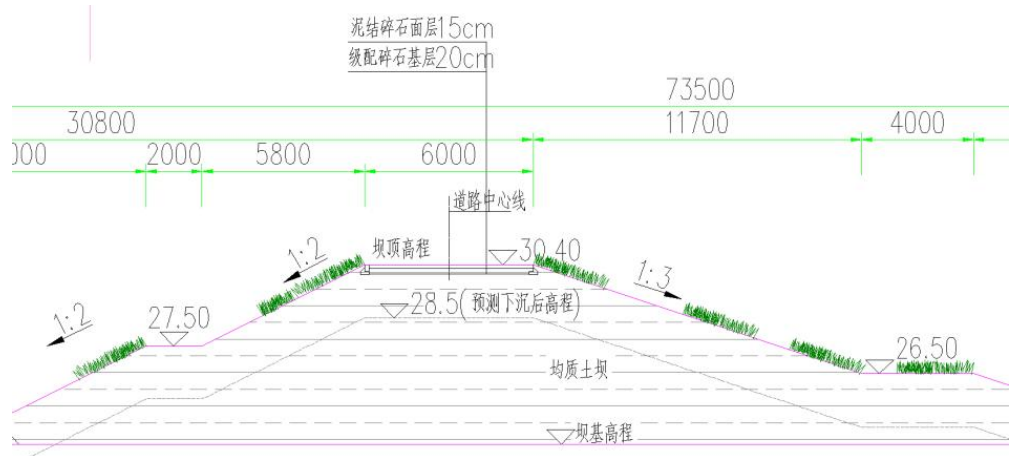 泥结碎石面层15cm
级配碎石基层20cm
73500
30800
11700
4000
000
2000
5800
6000
道路中心线
坝顶高程
30.40
1:2
1:3
28.5(预测下沉后高程)
1:2
27.50
26.50
均质土坝
坝基高程